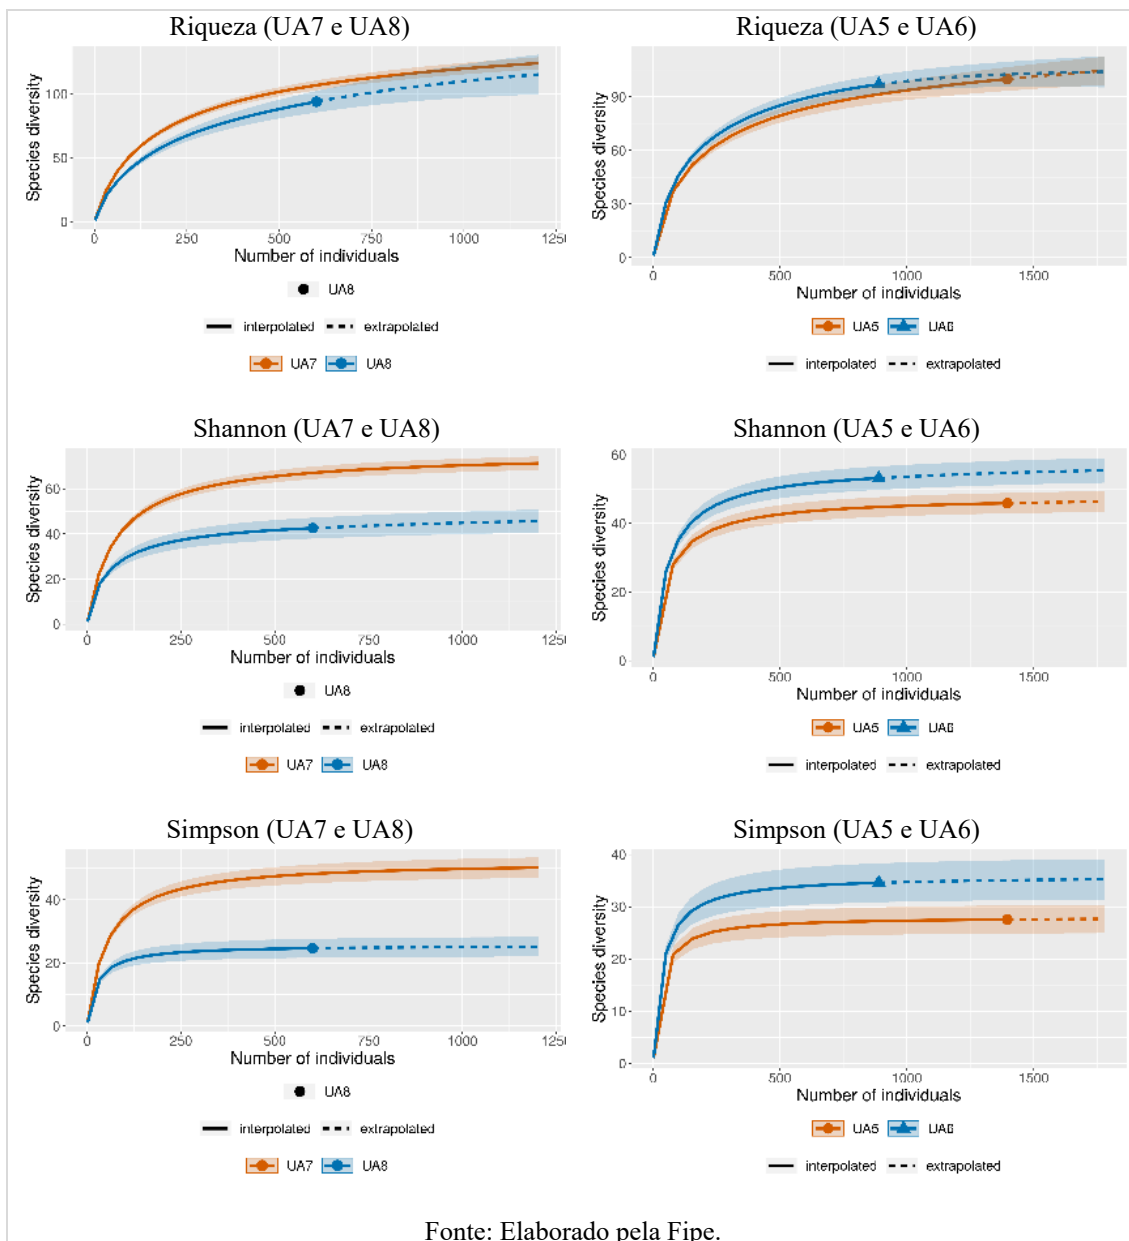 Riqueza (UA7 e UA8)
Species diversity
100
50
0
0 250 500 750 1000 1250
Number of individuals
UA8
interpolated extrapolated
UA7 UA8
Riqueza (UA5 e UA6)
Species diversity
90
60
30
0
0 500 1000 1500
Number of individuals
UA5 UA6
interpolated extrapolated
Shannon (UA7 e UA8)
Species diversity
60
40
20
0
0 250 500 750 1000 1250
Number of individuals
UA8
interpolated extrapolated
UA7 UA8
Shannon (UA5 e UA6)
Species diversity
60
40
20
0
0 500 1000 1500
Number of individuals
UA5 UA6
interpolated extrapolated
Simpson (UA7 e UA8)
Species diversity
40
20
0
0 250 500 750 1000 1250
Number of individuals
UA8
interpolated extrapolated
UA7 UA8
Simpson (UA5 e UA6)
Species diversity
40
30
20
10
0
0 500 1000 1500
Number of individuals
UA5 UA6
interpolated extrapolated
Fonte: Elaborado pela Fipe.